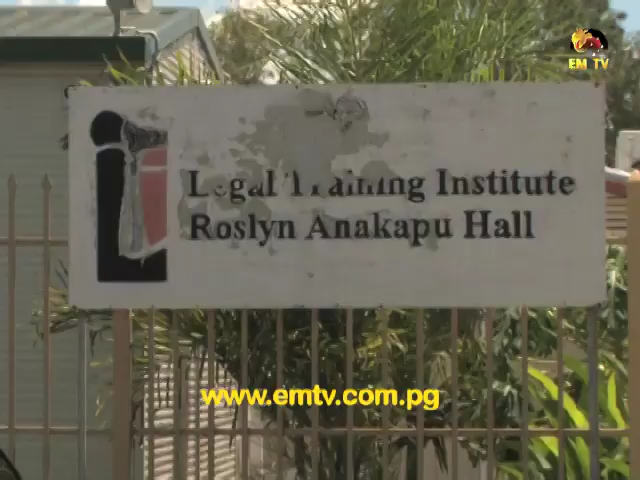 EM TV
Legal Training Institute
Roslyn Anakapu Hall
www.emtv.com.pg